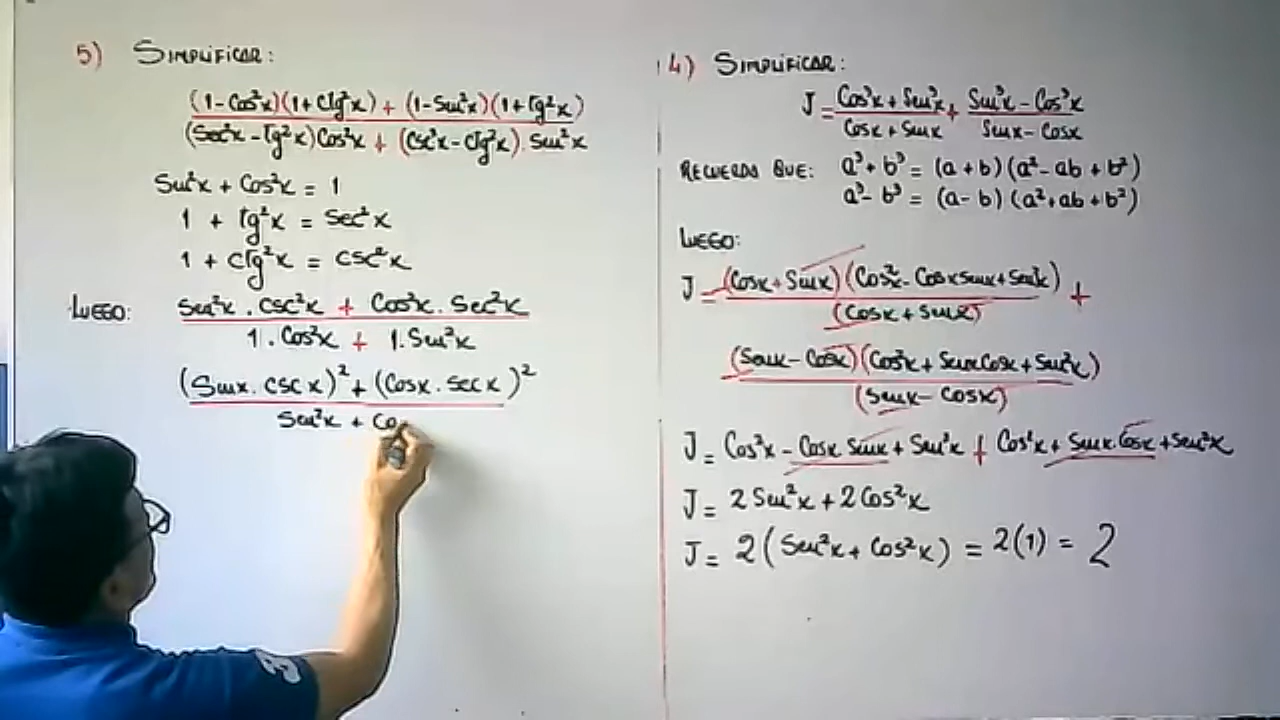 5) SIMPLIFICAR:
(1-Cos²x)(1+Ctg²x) + (1-Sen²x)(1+Tg²x)
(Sec²x - Tg²x)Cos²x + (Csc²x - Ctg²x).Sen²x
Sen²x + Cos²x = 1
1 + Tg²x = Sec²x
1 + Ctg²x = Csc²x
LUEGO: Sen²x . Csc²x + Cos²x . Sec²x
1 . Cos²x + 1.Sen²x
(Senx . cscx)² + (Cosx . secx)²
Sen²x + Co
3
4) SIMPLIFICAR:
J = Cos³x + Sen³x + Sen³x - Cos³x
Cosx + Senx Senx - Cosx
RECUERDA QUE: a³ + b³ = (a + b)(a² - ab + b²)
a³ - b³ = (a - b)(a² + ab + b²)
LUEGO:
J = (Cosx + Senx)(Cos²x - Cosxsenx + Sen²x) +
(Cosx + senx)
(Senx - Cosx)(Cos²x + SenxCosx + Sen²x)
(Senx - Cosx)
J = Cos²x - Cosx Senx + Sen²x + Cos²x + Senx.Cosx + Sen²x
J = 2 Sen²x + 2 Cos²x
J = 2 (Sen²x + Cos²x) = 2(1) = 2